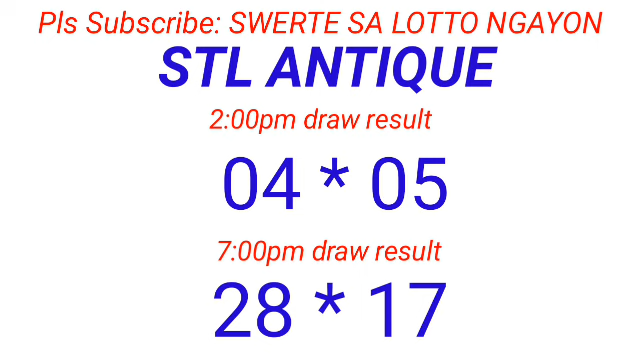 Pls Subscribe: SWERTE SA LOTTO NGAYON
STL ANTIQUE
2:00pm draw result
04 * 05
7:00pm draw result
28 * 17